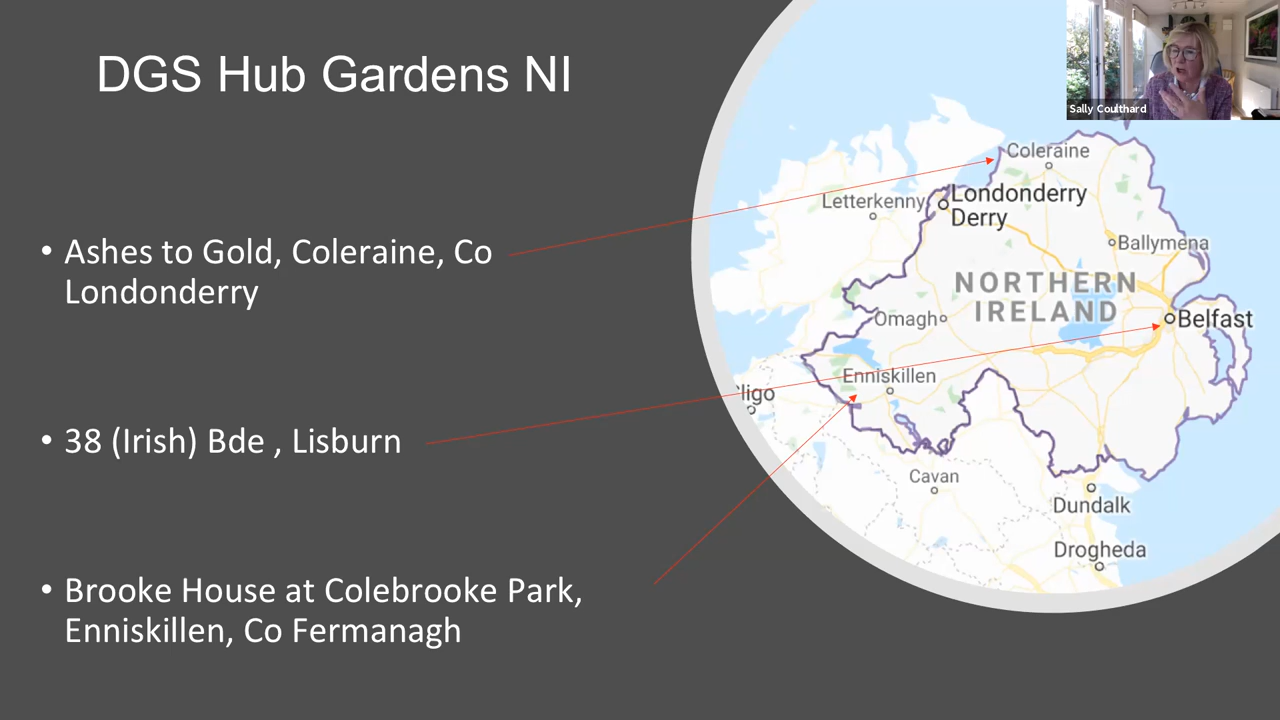 DGS Hub Gardens NI
Sally Coulthard
• Ashes to Gold, Coleraine, Co
Londonderry
• 38 (Irish) Bde , Lisburn
• Brooke House at Colebrooke Park,
Enniskillen, Co Fermanagh
Coleraine
Letterkenny
Londonderry
Derry
Ballymena
NORTHERN
IRELAND
Omagh
Belfast
Enniskillen
ligo
Cavan
Dundalk
Drogheda